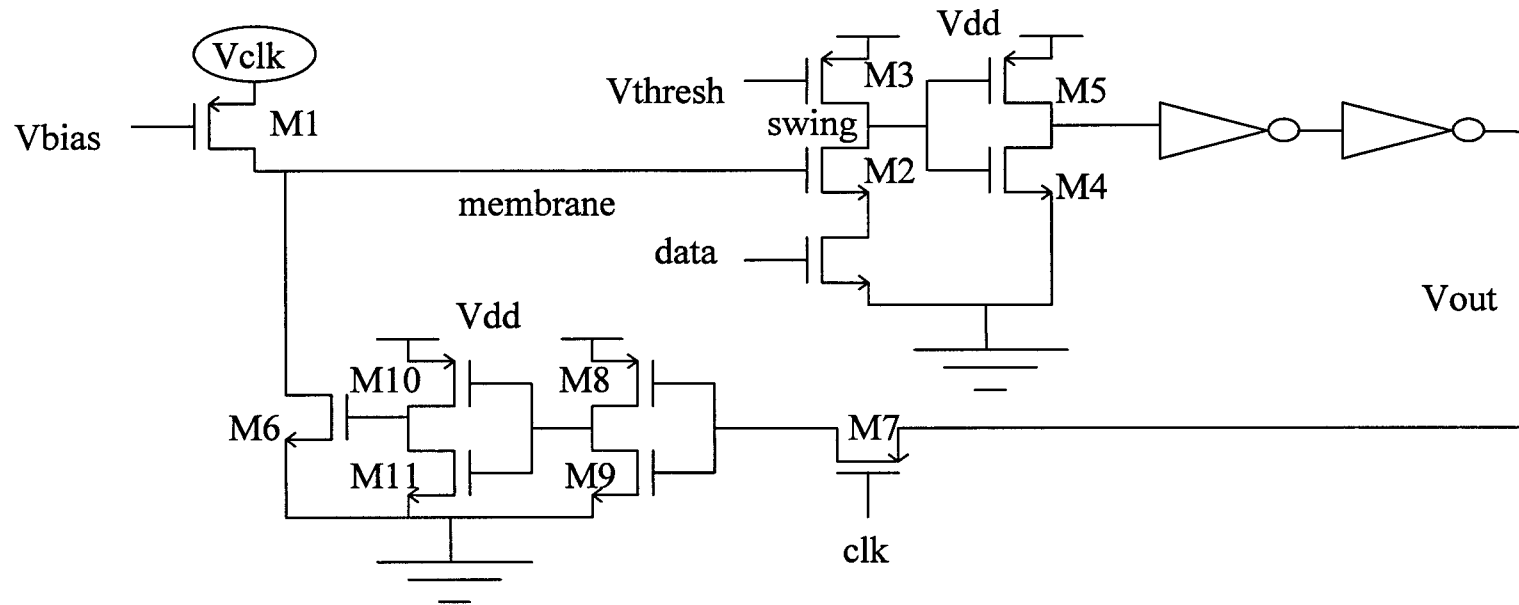 Vclk
Vbias
M1
Vthresh
M3
Vdd
M5
swing
M2
M4
membrane
data
Vout
Vdd
M10
M8
M6
M7
M11
M9
clk